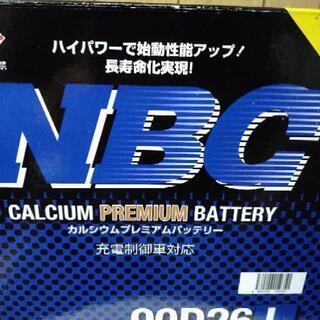 ハイパワーで始動性能アップ!
長寿命化実現!
NBC
CALCIUM PREMIUM BATTERY
カルシウムプレミアムバッテリー
充電制御車対応